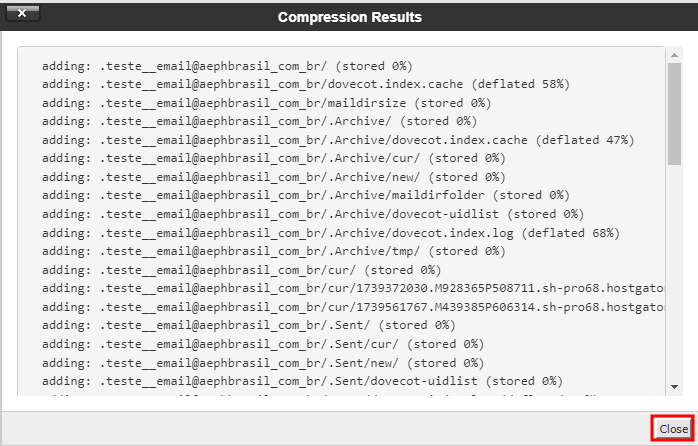 Compression Results
adding: .teste__email@aephbrasil_com_br/ (stored 0%)
adding: .teste__email@aephbrasil_com_br/dovecot.index.cache (deflated 58%)
adding: .teste__email@aephbrasil_com_br/maildirsize (stored 0%)
adding: .teste__email@aephbrasil_com_br/.Archive/ (stored 0%)
adding: .teste__email@aephbrasil_com_br/.Archive/dovecot.index.cache (deflated 47%)
adding: .teste__email@aephbrasil_com_br/.Archive/cur/ (stored 0%)
adding: .teste__email@aephbrasil_com_br/.Archive/new/ (stored 0%)
adding: .teste__email@aephbrasil_com_br/.Archive/maildirfolder (stored 0%)
adding: .teste__email@aephbrasil_com_br/.Archive/dovecot-uidlist (stored 0%)
adding: .teste__email@aephbrasil_com_br/.Archive/dovecot.index.log (deflated 68%)
adding: .teste__email@aephbrasil_com_br/.Archive/tmp/ (stored 0%)
adding: .teste__email@aephbrasil_com_br/cur/ (stored 0%)
adding: .teste__email@aephbrasil_com_br/cur/1739372030.M928365P508711.sh-pro68.hostgator
adding: .teste__email@aephbrasil_com_br/cur/1739561767.M439385P606314.sh-pro68.hostgator
adding: .teste__email@aephbrasil_com_br/.Sent/ (stored 0%)
adding: .teste__email@aephbrasil_com_br/.Sent/cur/ (stored 0%)
adding: .teste__email@aephbrasil_com_br/.Sent/new/ (stored 0%)
adding: .teste__email@aephbrasil_com_br/.Sent/dovecot-uidlist (stored 0%)
Close